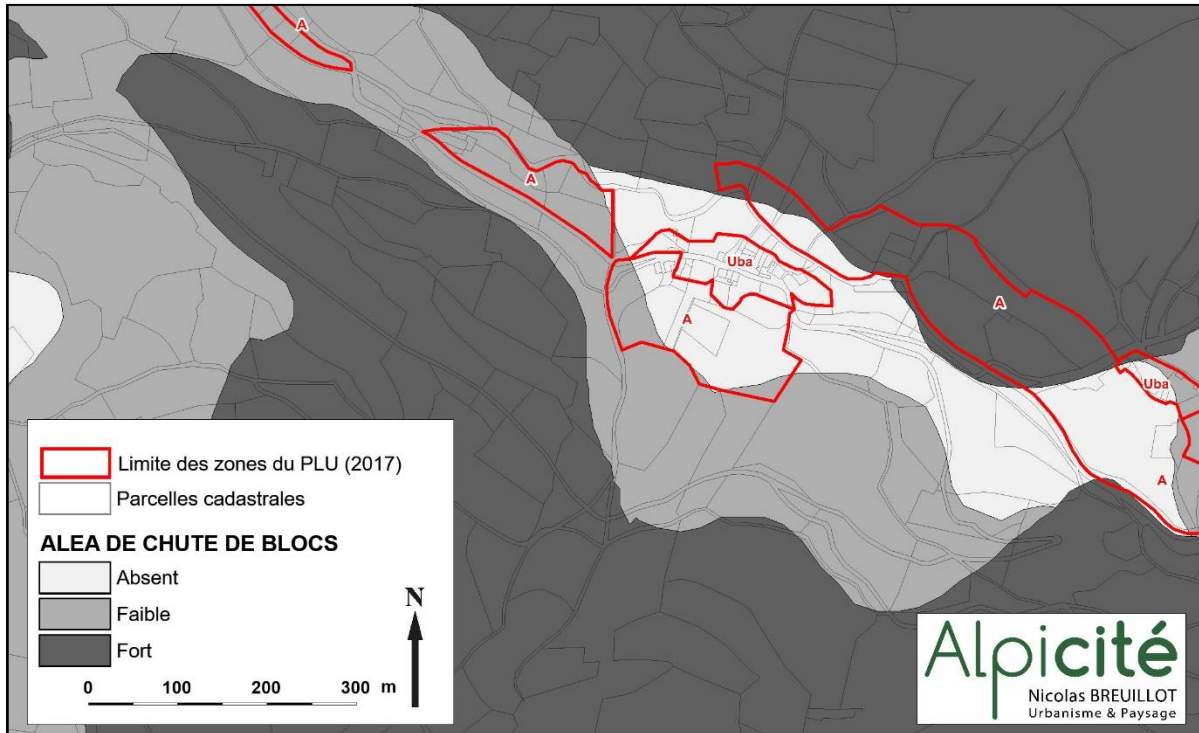 A
A
Uba
A
A
Uba
A
Limite des zones du PLU (2017)
Parcelles cadastrales
ALEA DE CHUTE DE BLOCS
Absent
Faible
Fort
N
0 100 200 300 m
Alpicité
Nicolas BREUILLOT
Urbanisme & Paysage